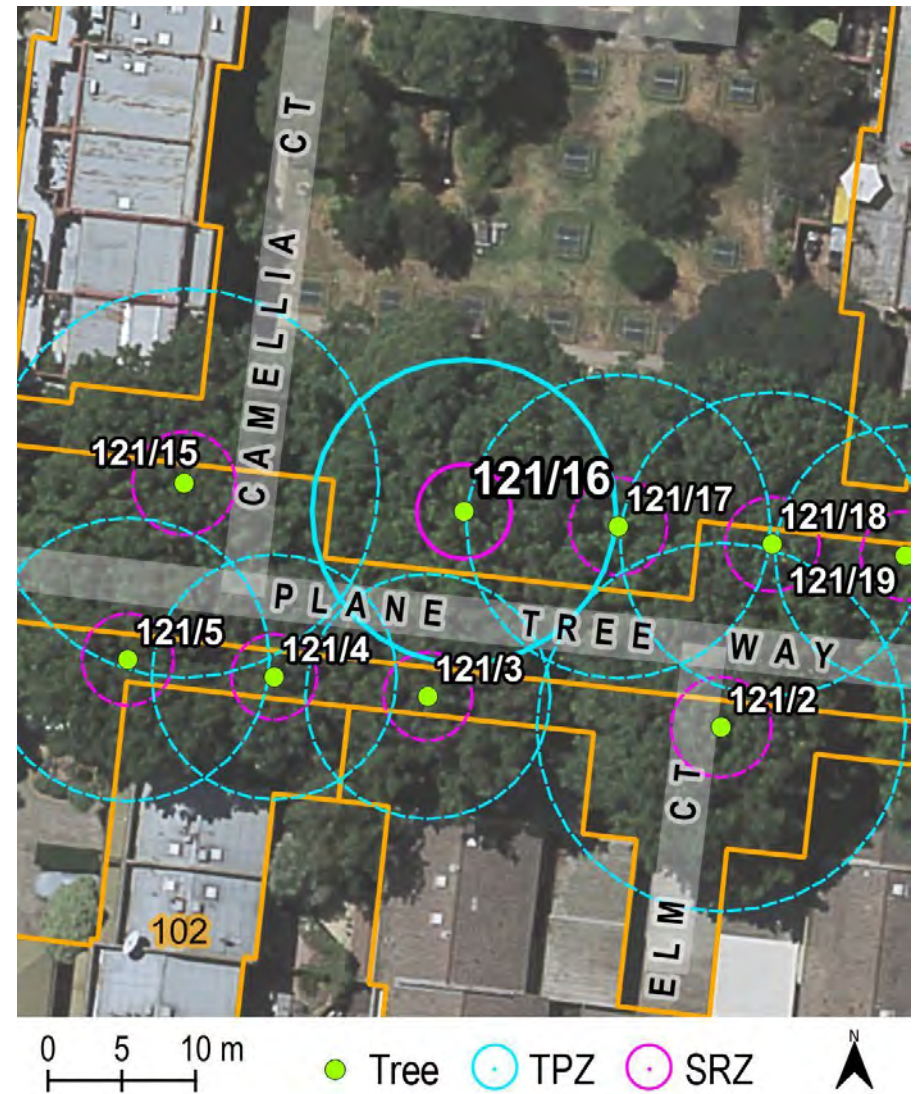 CAMELLIA CT
121/15
121/16
121/17
121/18
121/19
PLANE TREE WAY
121/5
121/4
121/3
121/2
ELM CT
102
0 5 10 m
Tree TPZ SRZ
N